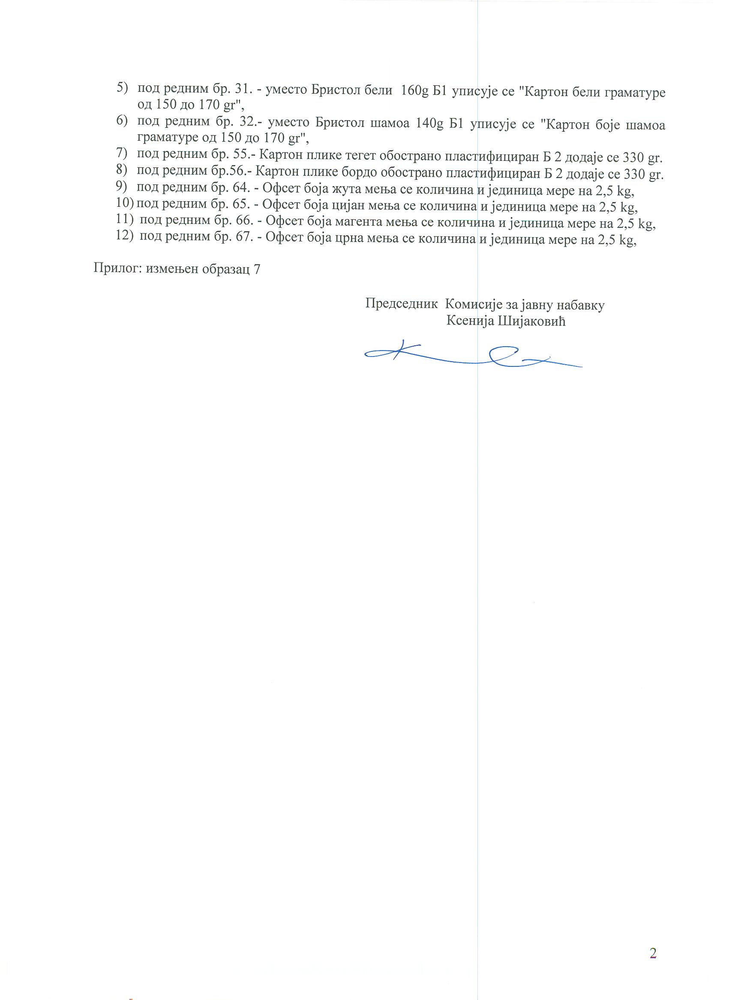 5) под редним бр. 31. - уместо Бристол бели 160g Б1 уписује се "Картон бели граматуре
од 150 до 170 gr",
6) под редним бр. 32.- уместо Бристол шамоа 140g Б1 уписује се "Картон боје шамоа
граматуре од 150 до 170 gr",
7) под редним бр. 55.- Картон плике тегет обострано пластифициран Б 2 додаје се 330 gr.
8) под редним бр.56.- Картон плике бордо обострано пластифициран Б 2 додаје се 330 gr.
9) под редним бр. 64. - Офсет боја жута мења се количина и јединица мере на 2,5 kg,
10) под редним бр. 65. - Офсет боја цијан мења се количина и јединица мере на 2,5 kg,
11) под редним бр. 66. - Офсет боја магента мења се количина и јединица мере на 2,5 kg,
12) под редним бр. 67. - Офсет боја црна мења се количина и јединица мере на 2,5 kg,
Прилог: измењен образац 7
Председник Комисије за јавну набавку
Ксенија Шијаковић
2